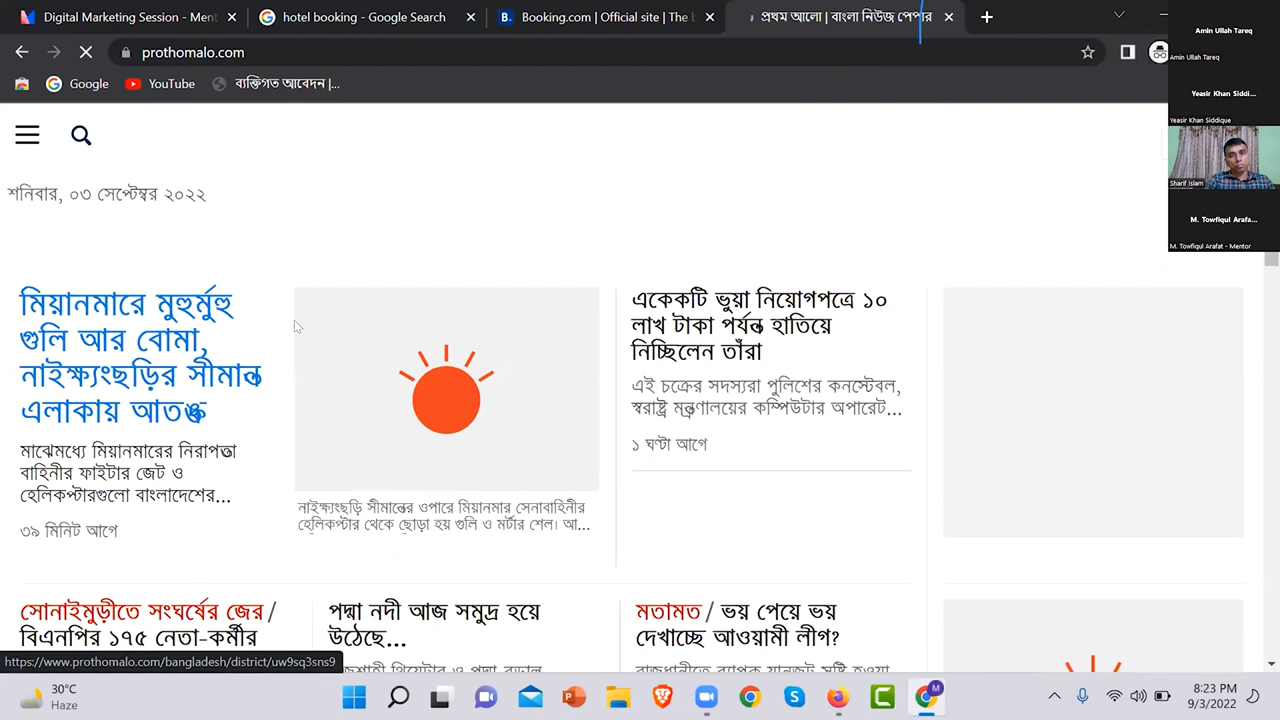 Digital Marketing Session - Ment
hotel booking - Google Search
Booking.com | Official site | The b
প্রথম আলো | বাংলা নিউজ পেপার
prothomalo.com
Google
YouTube
ব্যক্তিগত আবেদন |...
Amin Ullah Tareq
Amin Ullah Tareq
Yeasir Khan Siddi...
Yeasir Khan Siddique
Sharif Islam
M. Towfiqul Arafa...
M. Towfiqul Arafat - Mentor
শনিবার, ০৩ সেপ্টেম্বর ২০২২
মিয়ানমারে মুহুর্মুহু
গুলি আর বোমা,
নাইক্ষ্যংছড়ির সীমান্ত
এলাকায় আতঙ্ক
মাঝেমধ্যে মিয়ানমারের নিরাপত্তা
বাহিনীর ফাইটার জেট ও
হেলিকপ্টারগুলো বাংলাদেশের...
৩৯ মিনিট আগে
নাইক্ষ্যংছড়ি সীমান্তের ওপারে মিয়ানমার সেনাবাহিনীর
হেলিকপ্টার থেকে ছোড়া হয় গুলি ও মর্টার শেল। আ...
একেকটি ভুয়া নিয়োগপত্রে ১০
লাখ টাকা পর্যন্ত হাতিয়ে
নিচ্ছিলেন তাঁরা
এই চক্রের সদস্যরা পুলিশের কনস্টেবল,
স্বরাষ্ট্র মন্ত্রণালয়ের কম্পিউটার অপারেট...
১ ঘণ্টা আগে
সোনাইমুড়ীতে সংঘর্ষের জের /
বিএনপির ১৭৫ নেতা-কর্মীর
পদ্মা নদী আজ সমুদ্র হয়ে
উঠেছে...
মতামত / ভয় পেয়ে ভয়
দেখাচ্ছে আওয়ামী লীগ?
https://www.prothomalo.com/bangladesh/district/uw9sq3sns9
30°C
Haze
8:23 PM
9/3/2022